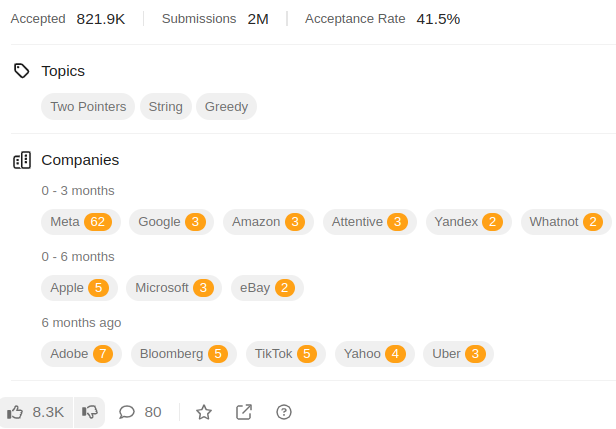 Accepted 821.9K Submissions 2M Acceptance Rate 41.5%
Topics
Two Pointers String Greedy
Companies
0 - 3 months
Meta 62 Google 3 Amazon 3 Attentive 3 Yandex 2 Whatnot 2
0 - 6 months
Apple 5 Microsoft 3 eBay 2
6 months ago
Adobe 7 Bloomberg 5 TikTok 5 Yahoo 4 Uber 3
8.3K 80